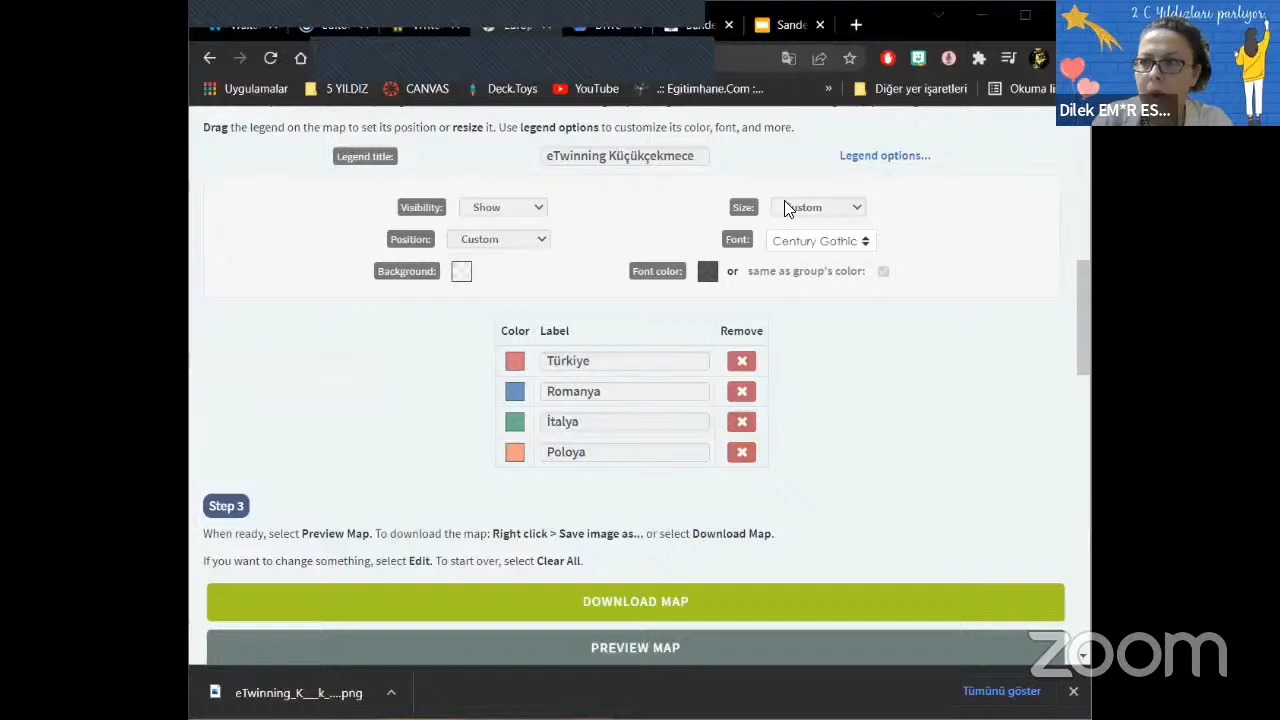 Sande
2 C Yıldızları parlıyor.
Uygulamalar
5 YILDIZ
CANVAS
Deck.Toys
YouTube
.:: Egitimhane.Com :...
»
Diğer yer işaretleri
Okuma li
Dilek EM*R ES...
Drag the legend on the map to set its position or resize it. Use legend options to customize its color, font, and more.
Legend title:
eTwinning Küçükçekmece
Legend options...
Visibility:
Show
Size:
ustom
Position:
Custom
Font:
Century Gothic
Background:
Font color:
or same as group's color:
Color Label Remove
Türkiye
Romanya
İtalya
Poloya
Step 3
When ready, select Preview Map. To download the map: Right click > Save image as... or select Download Map.
If you want to change something, select Edit. To start over, select Clear All.
DOWNLOAD MAP
PREVIEW MAP
zoom
eTwinning_K___k_....png
Tümünü göster